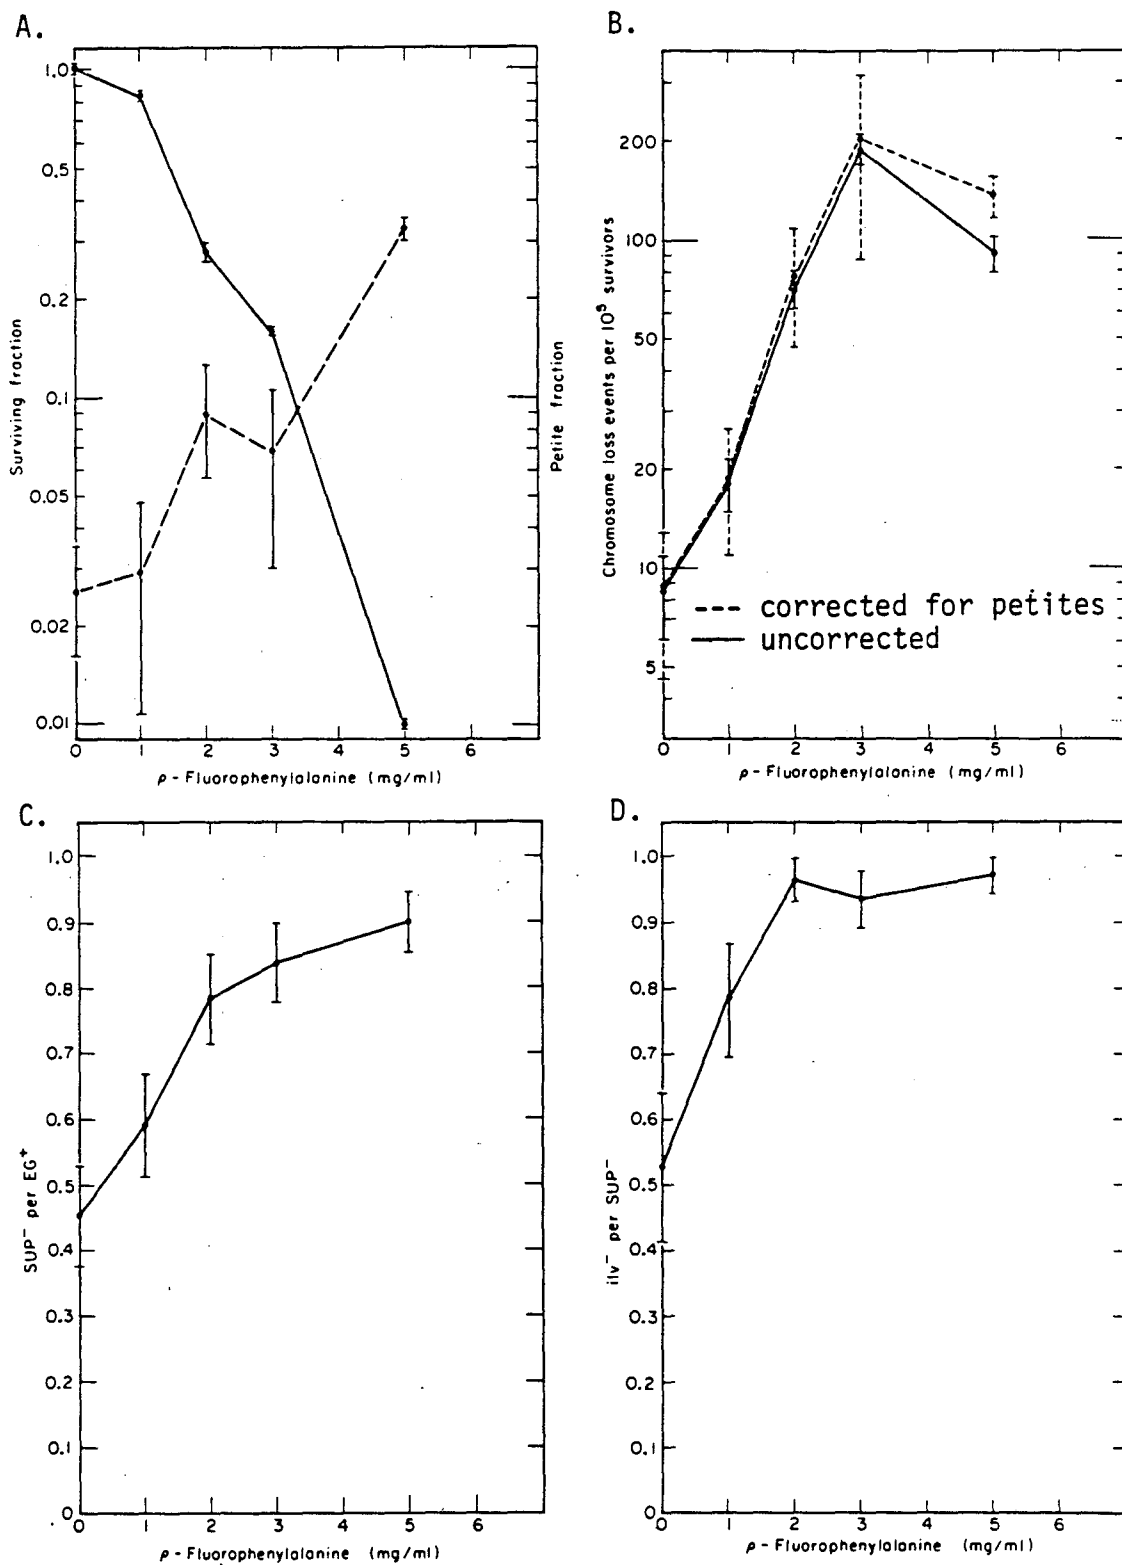 A.
1.0
0.5
0.2
0.1
0.05
0.02
0.01
Surviving fraction
Petite fraction
0 1 2 3 4 5 6
ρ-Fluorophenylalanine (mg/ml)
B.
200
100
50
20
10
5
Chromosome loss events per 10⁵ survivors
corrected for petites
uncorrected
0 1 2 3 4 5 6
ρ-Fluorophenylalanine (mg/ml)
C.
1.0
0.9
0.8
0.7
0.6
0.5
0.4
0.3
0.2
0.1
0
SUP⁻ per EG⁺
0 1 2 3 4 5 6
ρ-Fluorophenylalanine (mg/ml)
D.
1.0
0.9
0.8
0.7
0.6
0.5
0.4
0.3
0.2
0.1
0
ilv⁻ per SUP⁻
0 1 2 3 4 5 6
ρ-Fluorophenylalanine (mg/ml)